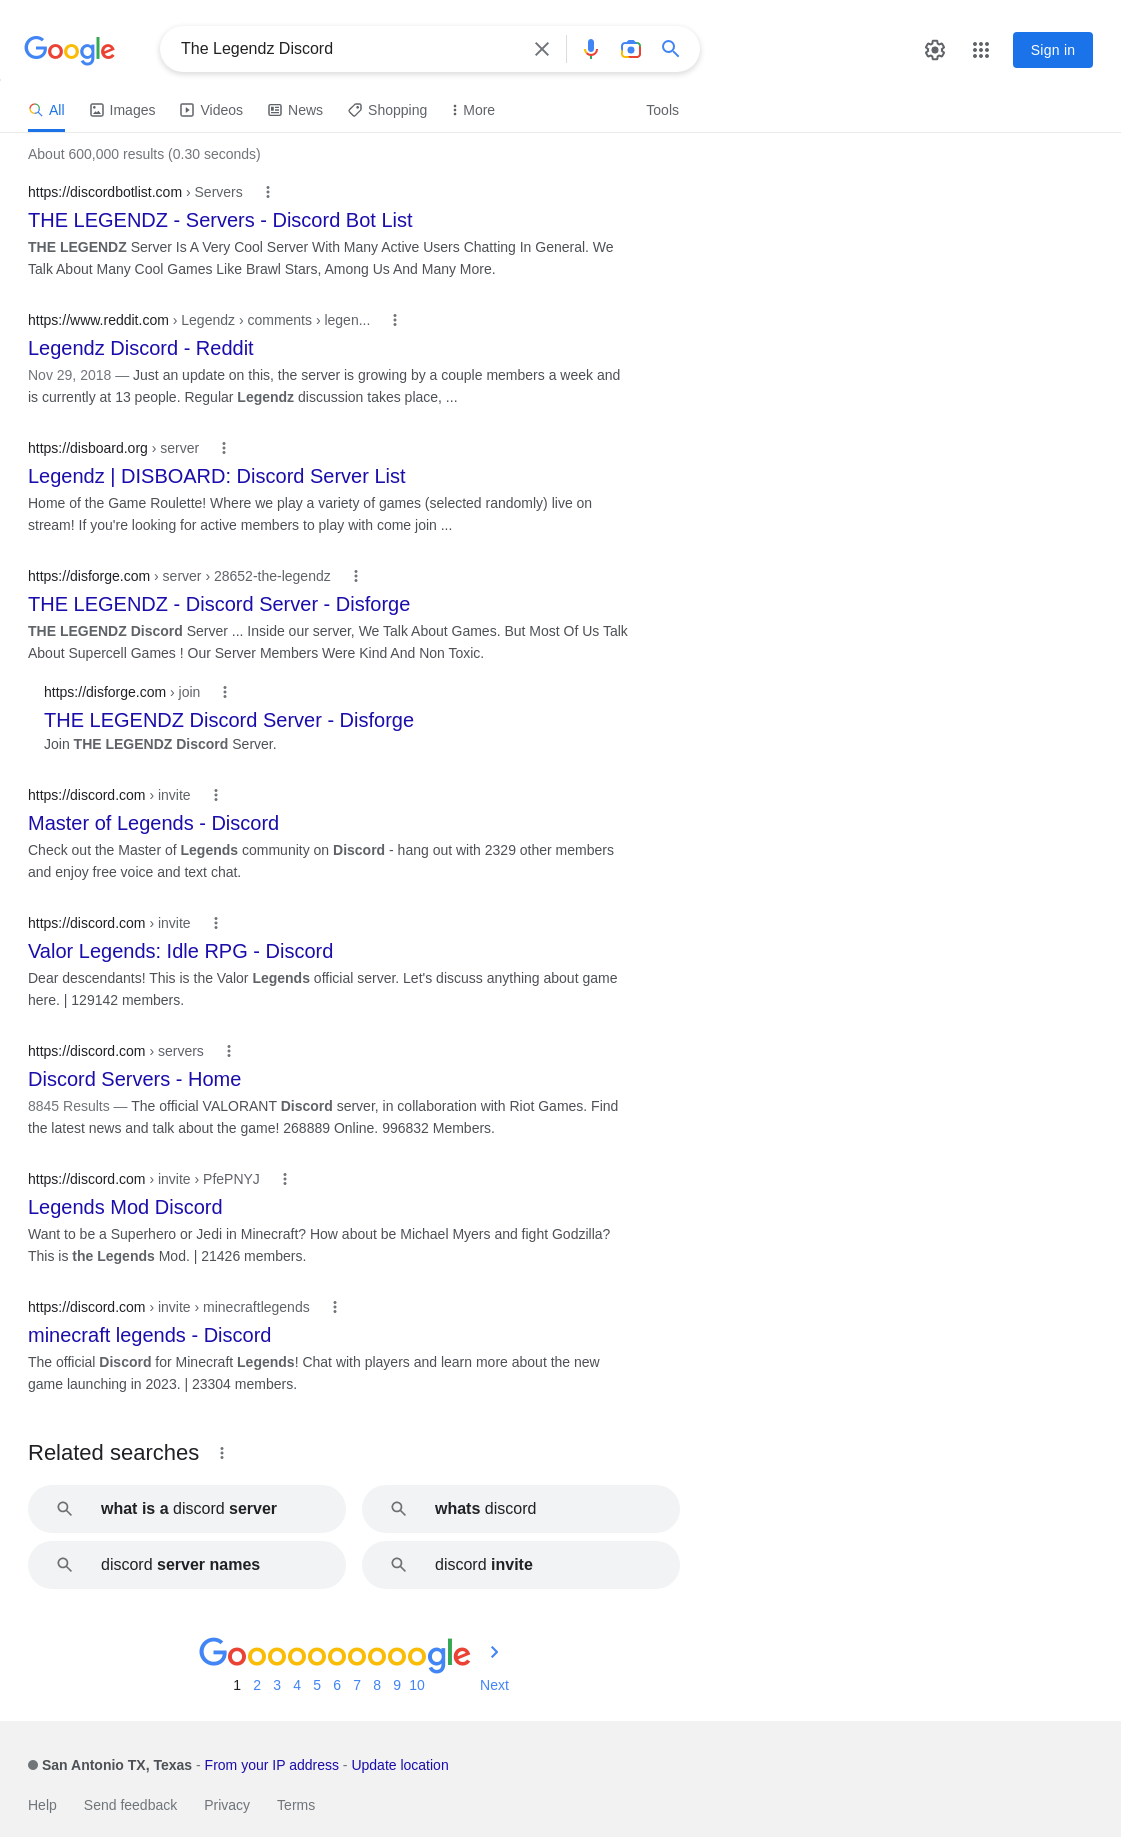 Google
The Legendz Discord
Sign in
All
Images
Videos
News
Shopping
More
Tools
About 600,000 results (0.30 seconds)
https://discordbotlist.com › Servers
THE LEGENDZ - Servers - Discord Bot List
THE LEGENDZ Server Is A Very Cool Server With Many Active Users Chatting In General. We
Talk About Many Cool Games Like Brawl Stars, Among Us And Many More.
https://www.reddit.com › Legendz › comments › legen...
Legendz Discord - Reddit
Nov 29, 2018 — Just an update on this, the server is growing by a couple members a week and
is currently at 13 people. Regular Legendz discussion takes place, ...
https://disboard.org › server
Legendz | DISBOARD: Discord Server List
Home of the Game Roulette! Where we play a variety of games (selected randomly) live on
stream! If you're looking for active members to play with come join ...
https://disforge.com › server › 28652-the-legendz
THE LEGENDZ - Discord Server - Disforge
THE LEGENDZ Discord Server ... Inside our server, We Talk About Games. But Most Of Us Talk
About Supercell Games ! Our Server Members Were Kind And Non Toxic.
https://disforge.com › join
THE LEGENDZ Discord Server - Disforge
Join THE LEGENDZ Discord Server.
https://discord.com › invite
Master of Legends - Discord
Check out the Master of Legends community on Discord - hang out with 2329 other members
and enjoy free voice and text chat.
https://discord.com › invite
Valor Legends: Idle RPG - Discord
Dear descendants! This is the Valor Legends official server. Let's discuss anything about game
here. | 129142 members.
https://discord.com › servers
Discord Servers - Home
8845 Results — The official VALORANT Discord server, in collaboration with Riot Games. Find
the latest news and talk about the game! 268889 Online. 996832 Members.
https://discord.com › invite › PfePNYJ
Legends Mod Discord
Want to be a Superhero or Jedi in Minecraft? How about be Michael Myers and fight Godzilla?
This is the Legends Mod. | 21426 members.
https://discord.com › invite › minecraftlegends
minecraft legends - Discord
The official Discord for Minecraft Legends! Chat with players and learn more about the new
game launching in 2023. | 23304 members.
Related searches
what is a discord server
whats discord
discord server names
discord invite
Goooooooooogle
1 2 3 4 5 6 7 8 9 10 Next
San Antonio TX, Texas - From your IP address - Update location
Help Send feedback Privacy Terms